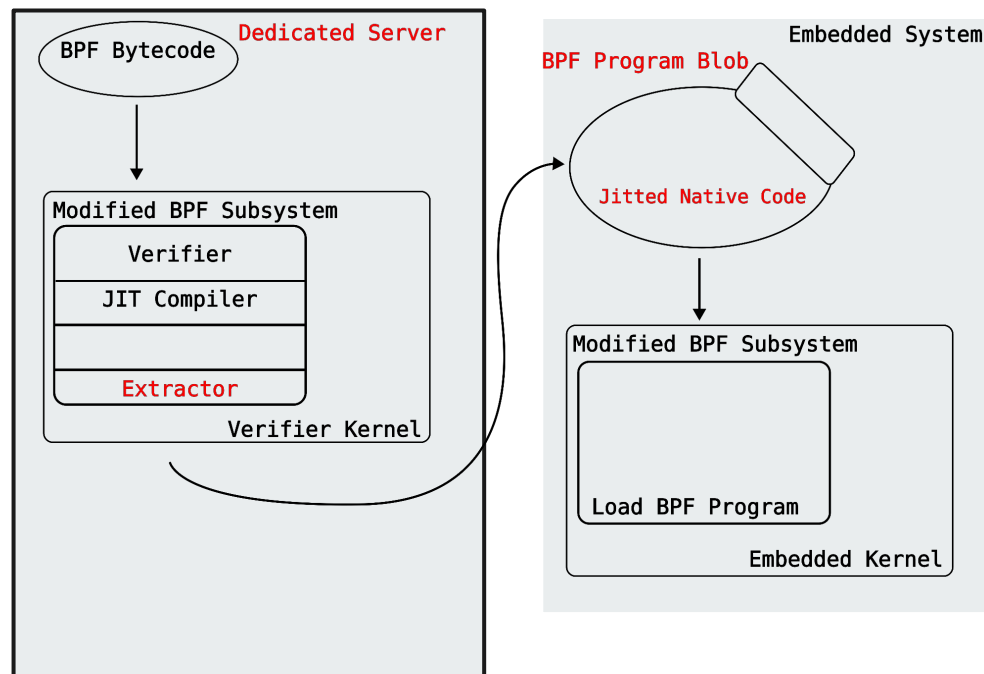 Dedicated Server
BPF Bytecode
Modified BPF Subsystem
Verifier
JIT Compiler
Extractor
Verifier Kernel
Embedded System
BPF Program Blob
Jitted Native Code
Modified BPF Subsystem
Load BPF Program
Embedded Kernel